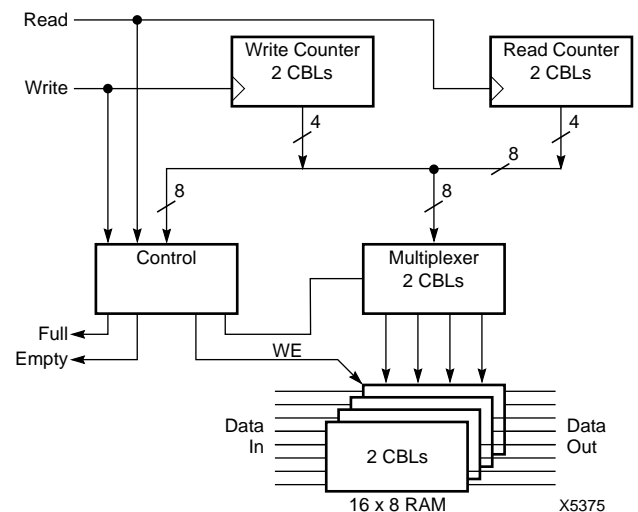 Read
Write Counter
2 CBLs
Read Counter
2 CBLs
Write
4
4
8
8
8
Control
Multiplexer
2 CBLs
Full
Empty
WE
Data
In
Data
Out
2 CBLs
16 x 8 RAM
X5375